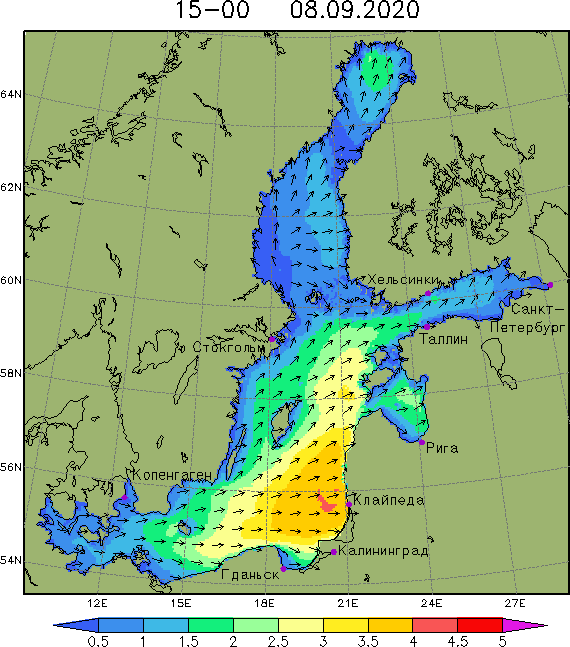 15-00 08.09.2020
64N
62N
60N
Хельсинки
Санкт-
Петербург
Таллин
Стокгольм
58N
Рига
56N
Копенгаген
Клайпеда
54N
Калининград
Гданьск
12E 15E 18E 21E 24E 27E
0.5 1 1.5 2 2.5 3 3.5 4 4.5 5